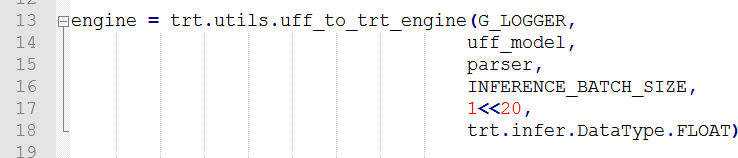 12
13 engine = trt.utils.uff_to_trt_engine(G_LOGGER,
14 uff_model,
15 parser,
16 INFERENCE_BATCH_SIZE,
17 1<<20,
18 trt.infer.DataType.FLOAT)
19